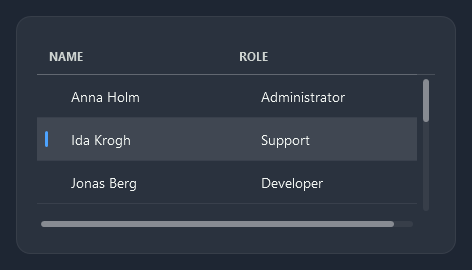 NAME ROLE
Anna Holm Administrator
Ida Krogh Support
Jonas Berg Developer